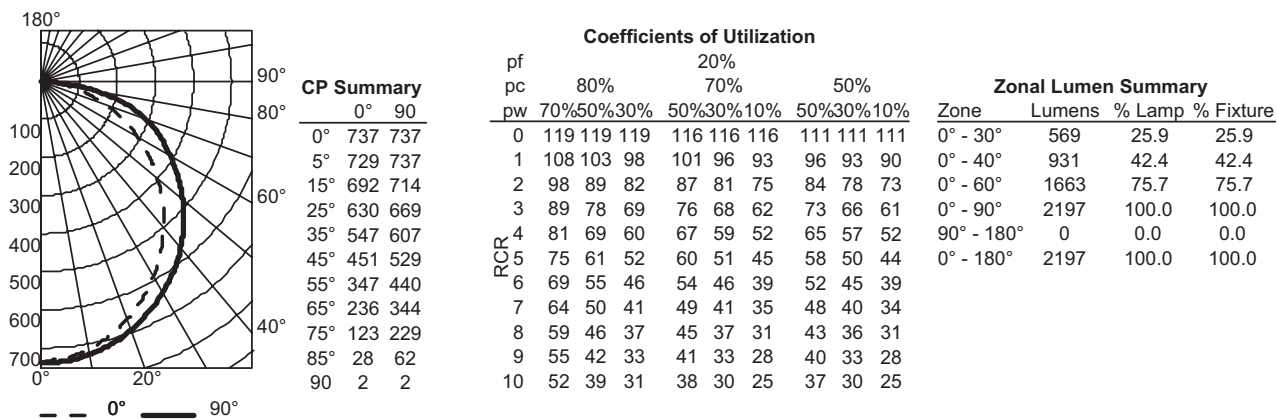 180°
90°
80°
100
200
300
60°
400
500
600
40°
700
0°
20°
0°
90°
CP Summary
0° 90
0° 737 737
5° 729 737
15° 692 714
25° 630 669
35° 547 607
45° 451 529
55° 347 440
65° 236 344
75° 123 229
85° 28 62
90 2 2
Coefficients of Utilization
pf 20%
pc 80% 70% 50%
pw 70%50%30% 50%30%10% 50%30%10%
RCR
0 119 119 119 116 116 116 111 111 111
1 108 103 98 101 96 93 96 93 90
2 98 89 82 87 81 75 84 78 73
3 89 78 69 76 68 62 73 66 61
4 81 69 60 67 59 52 65 57 52
5 75 61 52 60 51 45 58 50 44
6 69 55 46 54 46 39 52 45 39
7 64 50 41 49 41 35 48 40 34
8 59 46 37 45 37 31 43 36 31
9 55 42 33 41 33 28 40 33 28
10 52 39 31 38 30 25 37 30 25
Zonal Lumen Summary
Zone Lumens % Lamp % Fixture
0° - 30° 569 25.9 25.9
0° - 40° 931 42.4 42.4
0° - 60° 1663 75.7 75.7
0° - 90° 2197 100.0 100.0
90° - 180° 0 0.0 0.0
0° - 180° 2197 100.0 100.0